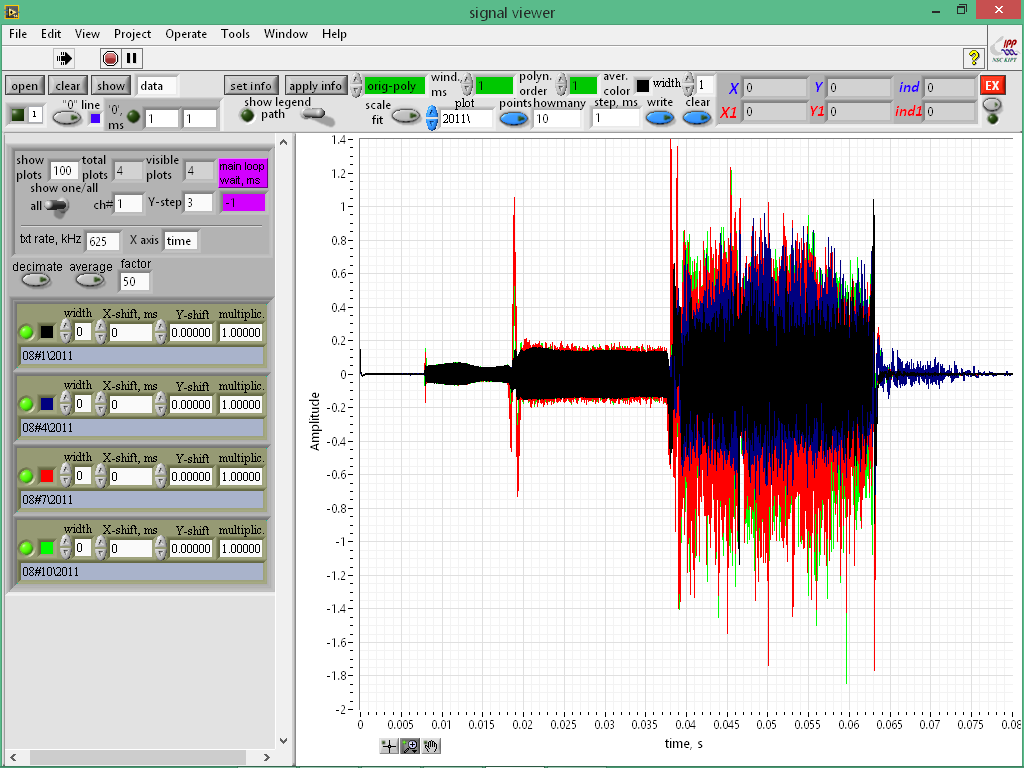 signal viewer
File Edit View Project Operate Tools Window Help
?
IPP
NSC KIPT
open clear show data set info apply info orig-poly wind., ms 1 polyn. order 1 aver. color width 1 X 0 Y 0 ind 0 EX
1 "0" line '0', ms 1 1 show legend path scale fit plot 2011\ points howmany 10 step, ms 1 write clear X1 0 Y1 0 ind1 0
show plots 100 total plots 4 visible plots 4 main loop wait, ms
show one/all
all ch# 1 Y-step 3 -1
txt rate, kHz 625 X axis time
decimate average factor
50
width X-shift, ms Y-shift multiplic.
0 0 0.00000 1.00000
08#1\2011
width X-shift, ms Y-shift multiplic.
0 0 0.00000 1.00000
08#4\2011
width X-shift, ms Y-shift multiplic.
0 0 0.00000 1.00000
08#7\2011
width X-shift, ms Y-shift multiplic.
0 0 0.00000 1.00000
08#10\2011
Amplitude
1.4
1.2
1
0.8
0.6
0.4
0.2
0
-0.2
-0.4
-0.6
-0.8
-1
-1.2
-1.4
-1.6
-1.8
-2
0 0.005 0.01 0.015 0.02 0.025 0.03 0.035 0.04 0.045 0.05 0.055 0.06 0.065 0.07 0.075 0.08
time, s